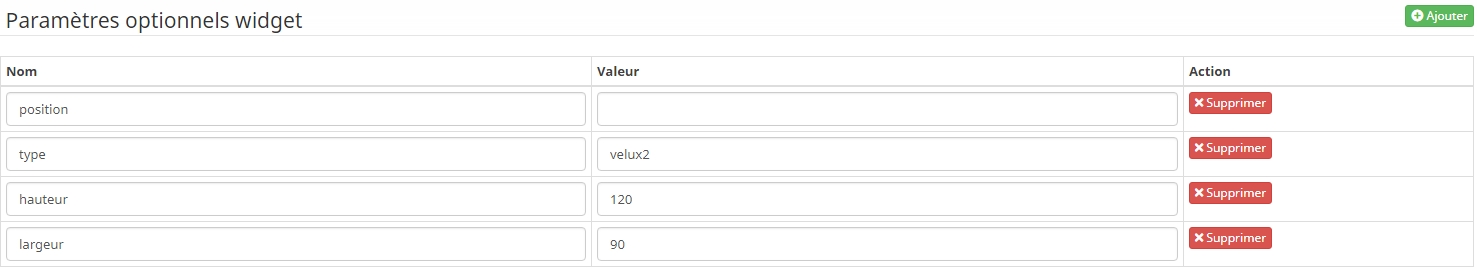 Paramètres optionnels widget
Ajouter
Nom Valeur Action
position Supprimer
type velux2 Supprimer
hauteur 120 Supprimer
largeur 90 Supprimer